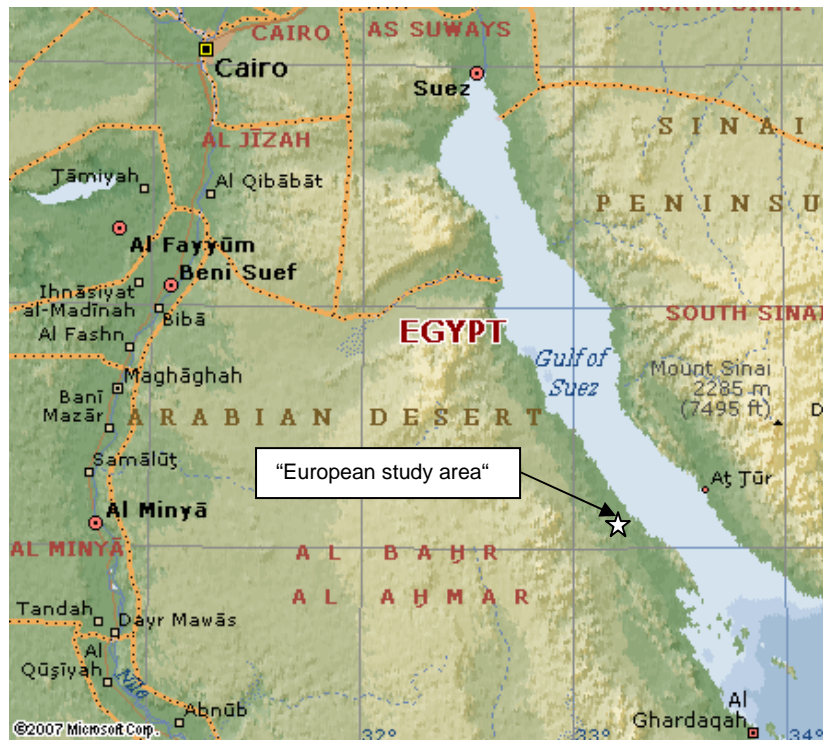 NORTH SINAI
CAIRO
AS SUWAYS
Cairo
Suez
SINAI
AL JĪZAH
Ţāmiyah
Al Qibābāt
PENINSU
Al Fayyūm
Beni Suef
Ihnāsiyat
al-Madīnah
Bibā
SOUTH SINAI
Al Fashn
EGYPT
Gulf of
Suez
Mount Sinai
2285 m
(7495 ft)
Maghāghah
Banī
Mazār
ARABIAN DESERT
D
Samālūţ
“European study area“
Aţ Ţūr
Al Minyā
AL MINYĀ
AL BAḨR
AL AḨMAR
Tandah
Dayr Mawās
Al
Qūşīyah
Nile
Abnūb
Al
Ghardaqah
©2007 Microsoft Corp.
32°
33°
34°